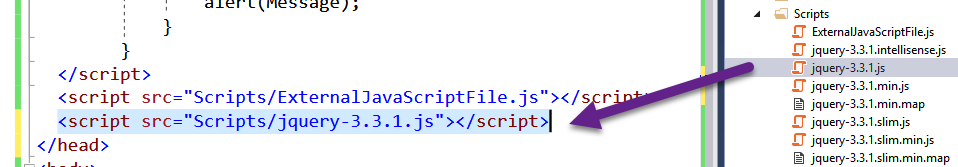 alert(Message);
}
}
</script>
<script src="Scripts/ExternalJavaScriptFile.js"></script>
<script src="Scripts/jquery-3.3.1.js"></script>
</head>
<body>
Scripts
ExternalJavaScriptFile.js
jquery-3.3.1.intellisense.js
jquery-3.3.1.js
jquery-3.3.1.min.js
jquery-3.3.1.min.map
jquery-3.3.1.slim.js
jquery-3.3.1.slim.min.js
jquery-3.3.1.slim.min.map